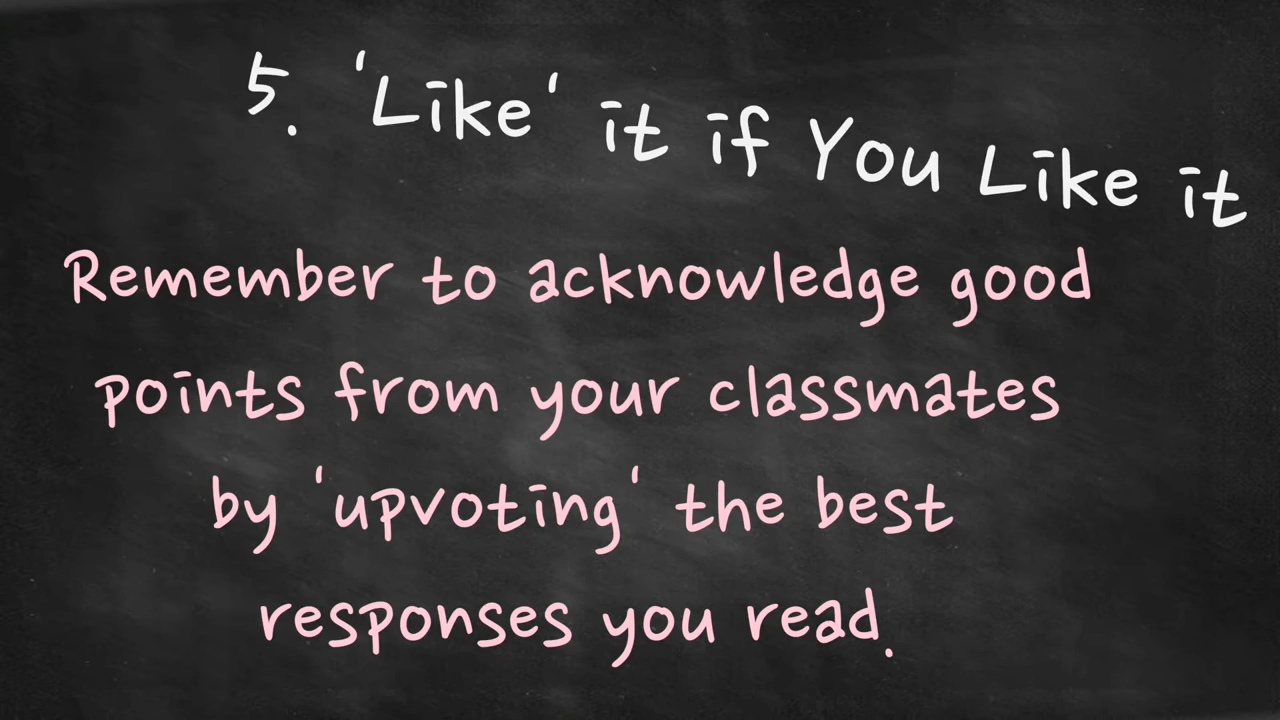 5. 'Like' it if You Like it
Remember to acknowledge good
points from your classmates
by 'upvoting' the best
responses you read.